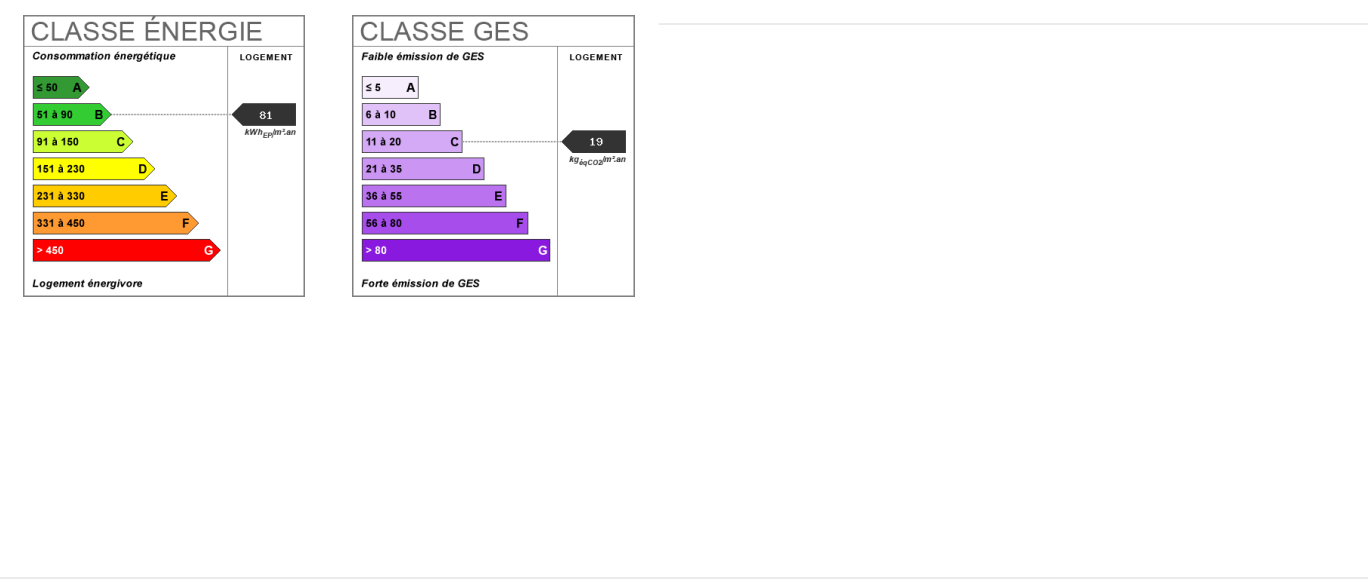 CLASSE ÉNERGIE
Consommation énergétique
LOGEMENT
≤ 50 A
51 à 90 B
81
kWhEP/m².an
91 à 150 C
151 à 230 D
231 à 330 E
331 à 450 F
> 450 G
Logement énergivore
CLASSE GES
Faible émission de GES
LOGEMENT
≤ 5 A
6 à 10 B
11 à 20 C
19
kgéqCO2/m².an
21 à 35 D
36 à 55 E
56 à 80 F
> 80 G
Forte émission de GES